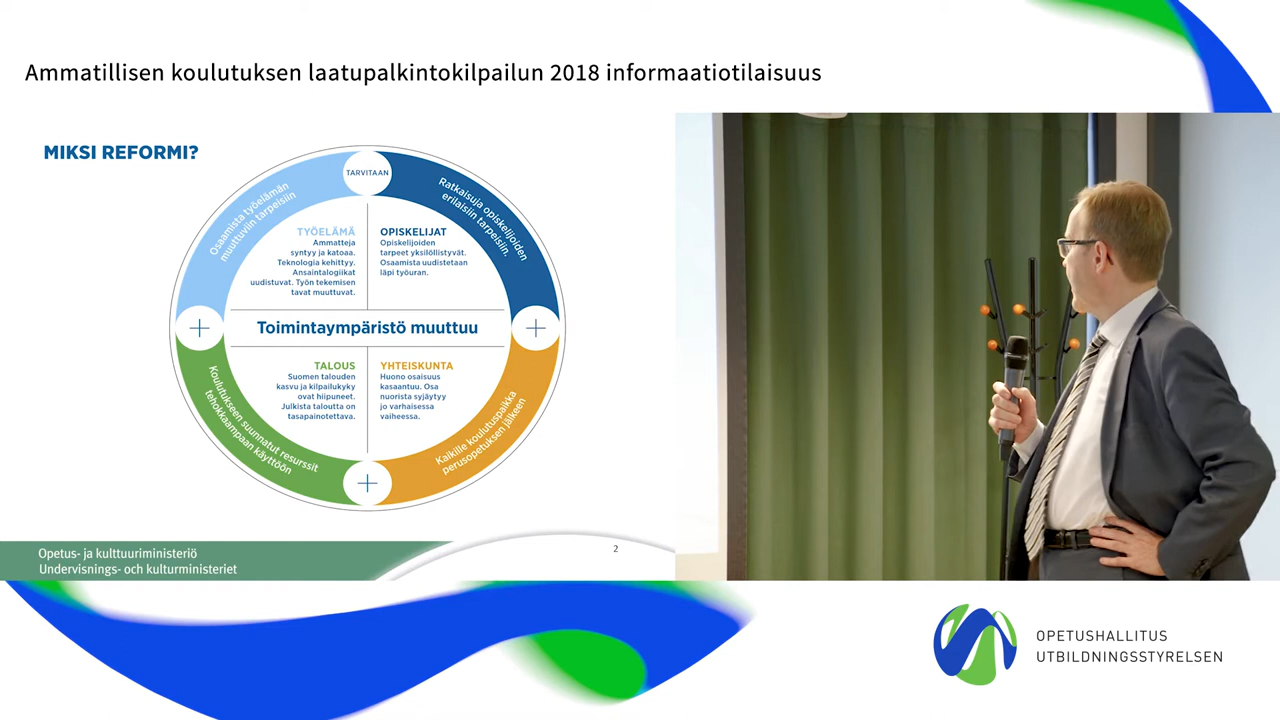 Ammatillisen koulutuksen laatupalkintokilpailun 2018 informaatiotilaisuus
MIKSI REFORMI?
TARVITAAN
Osaamista työelämän
muuttuviin tarpeisiin
Ratkaisuja opiskelijoiden
erilaisiin tarpeisiin.
TYÖELÄMÄ
Ammatteja
syntyy ja katoaa.
Teknologia kehittyy.
Ansaintalogiikat
uudistuvat. Työn tekemisen
tavat muuttuvat.
OPISKELIJAT
Opiskelijoiden
tarpeet yksilöllistyvät.
Osaamista uudistetaan
läpi työuran.
Toimintaympäristö muuttuu
TALOUS
Suomen talouden
kasvu ja kilpailukyky
ovat hiipuneet.
Julkista taloutta on
tasapainotettava.
YHTEISKUNTA
Huono osaisuus
kasaantuu. Osa
nuorista syrjäytyy
jo varhaisessa
vaiheessa.
Koulutukseen suunnatut resurssit
tehokkaampaan käyttöön
Kaikille koulutuspaikka
perusopetuksen jälkeen
Opetus- ja kulttuuriministeriö
Undervisnings- och kulturministeriet
2
OPETUSHALLITUS
UTBILDNINGSSTYRELSEN